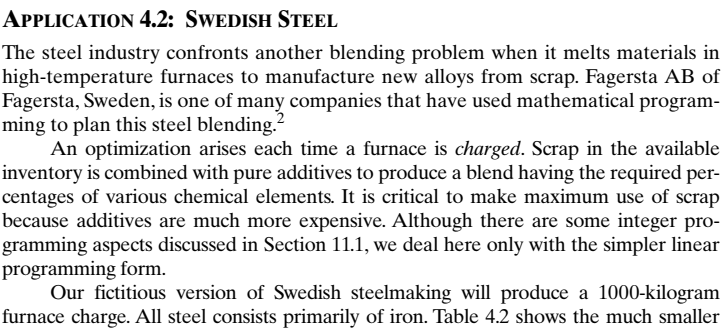 APPLICATION 4.2: SWEDISH STEEL
The steel industry confronts another blending problem when it melts materials in
high-temperature furnaces to manufacture new alloys from scrap. Fagersta AB of
Fagersta, Sweden, is one of many companies that have used mathematical program-
ming to plan this steel blending.2
An optimization arises each time a furnace is charged. Scrap in the available
inventory is combined with pure additives to produce a blend having the required per-
centages of various chemical elements. It is critical to make maximum use of scrap
because additives are much more expensive. Although there are some integer pro-
gramming aspects discussed in Section 11.1, we deal here only with the simpler linear
programming form.
Our fictitious version of Swedish steelmaking will produce a 1000-kilogram
furnace charge. All steel consists primarily of iron. Table 4.2 shows the much smaller